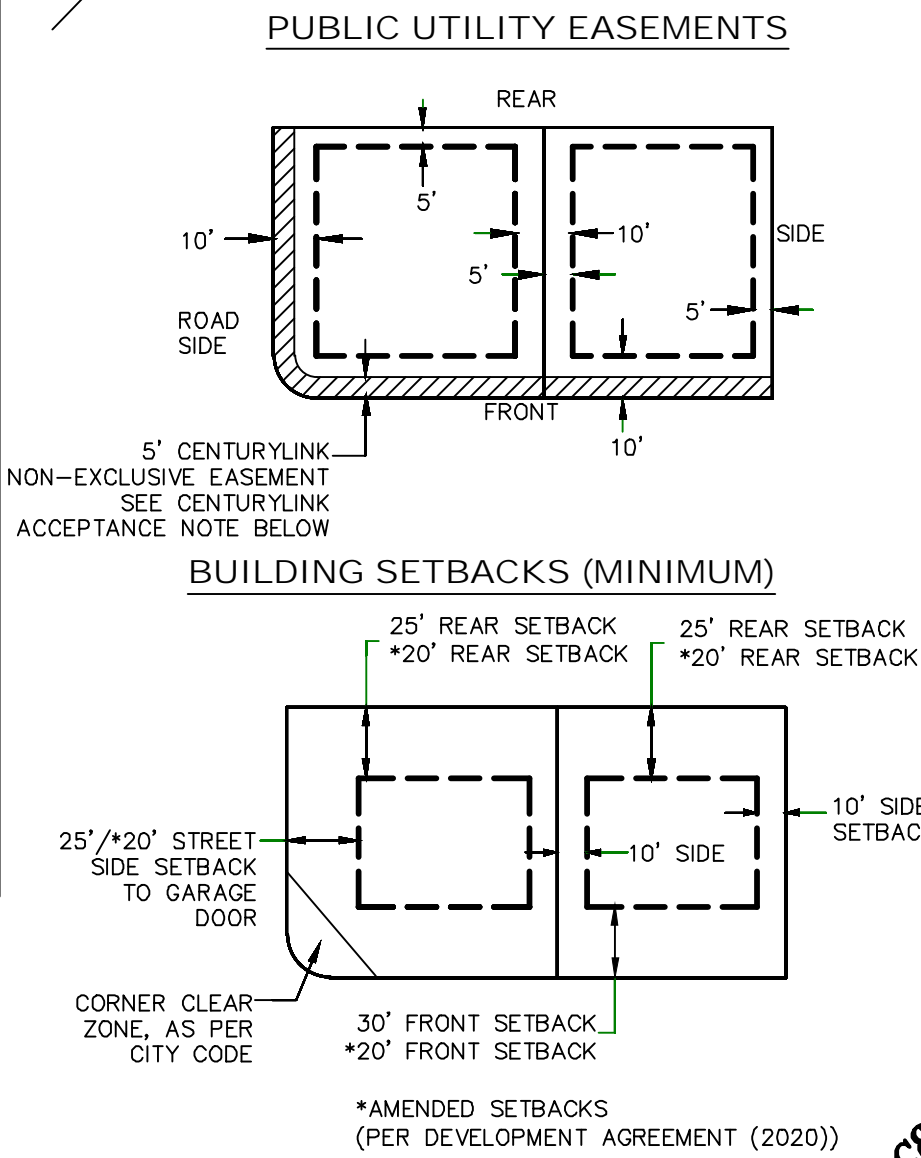 PUBLIC UTILITY EASEMENTS
REAR
5'
10'
10'
SIDE
5'
5'
ROAD
SIDE
FRONT
10'
5' CENTURYLINK
NON-EXCLUSIVE EASEMENT
SEE CENTURYLINK
ACCEPTANCE NOTE BELOW
BUILDING SETBACKS (MINIMUM)
25' REAR SETBACK
*20' REAR SETBACK
25' REAR SETBACK
*20' REAR SETBACK
25'/*20' STREET
SIDE SETBACK
TO GARAGE
DOOR
10' SIDE
10' SIDE
SETBAC
CORNER CLEAR
ZONE, AS PER
CITY CODE
30' FRONT SETBACK
*20' FRONT SETBACK
*AMENDED SETBACKS
(PER DEVELOPMENT AGREEMENT (2020))